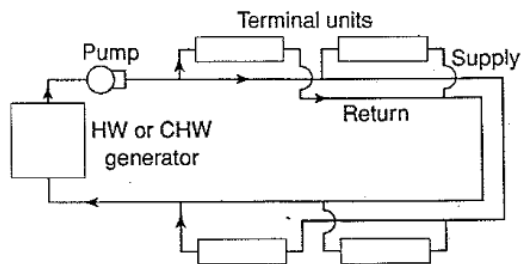 Terminal units
Pump
Supply
HW or CHW
generator
Return